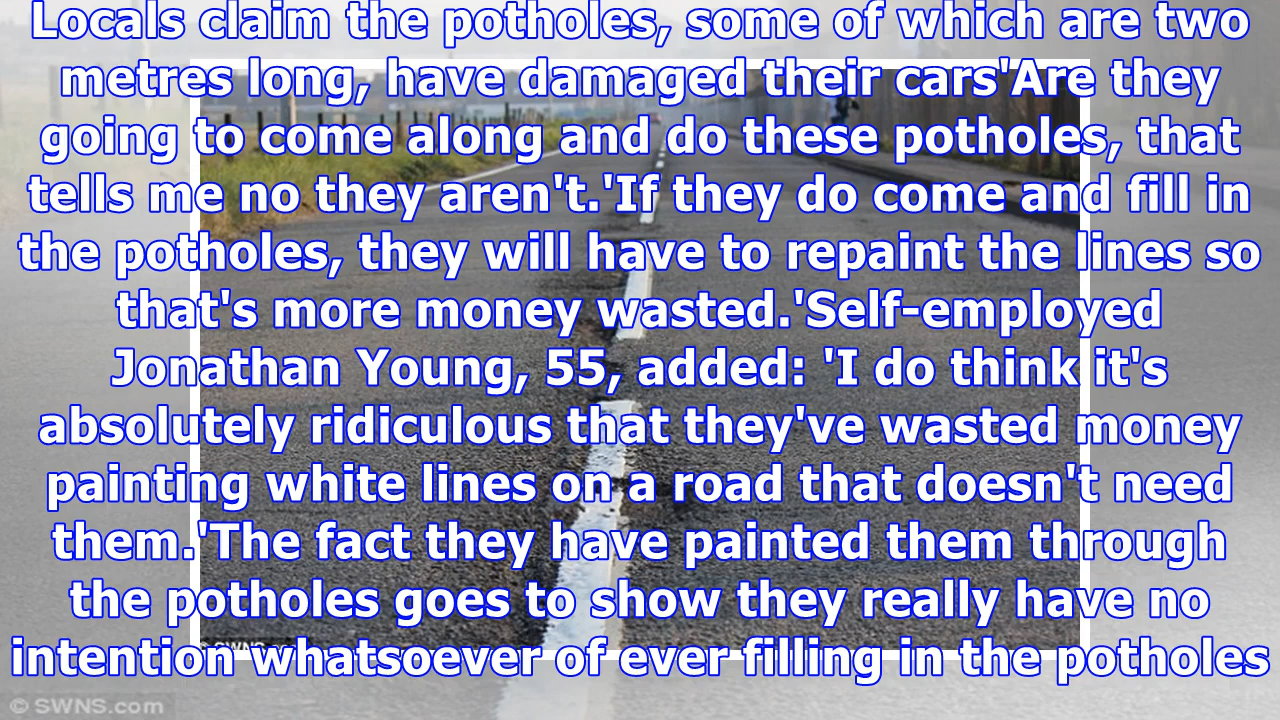 Locals claim the potholes, some of which are two
metres long, have damaged their cars'Are they
going to come along and do these potholes, that
tells me no they aren't.'If they do come and fill in
the potholes, they will have to repaint the lines so
that's more money wasted.'Self-employed
Jonathan Young, 55, added: 'I do think it's
absolutely ridiculous that they've wasted money
painting white lines on a road that doesn't need
them.'The fact they have painted them through
the potholes goes to show they really have no
intention whatsoever of ever filling in the potholes
© SWNS.com